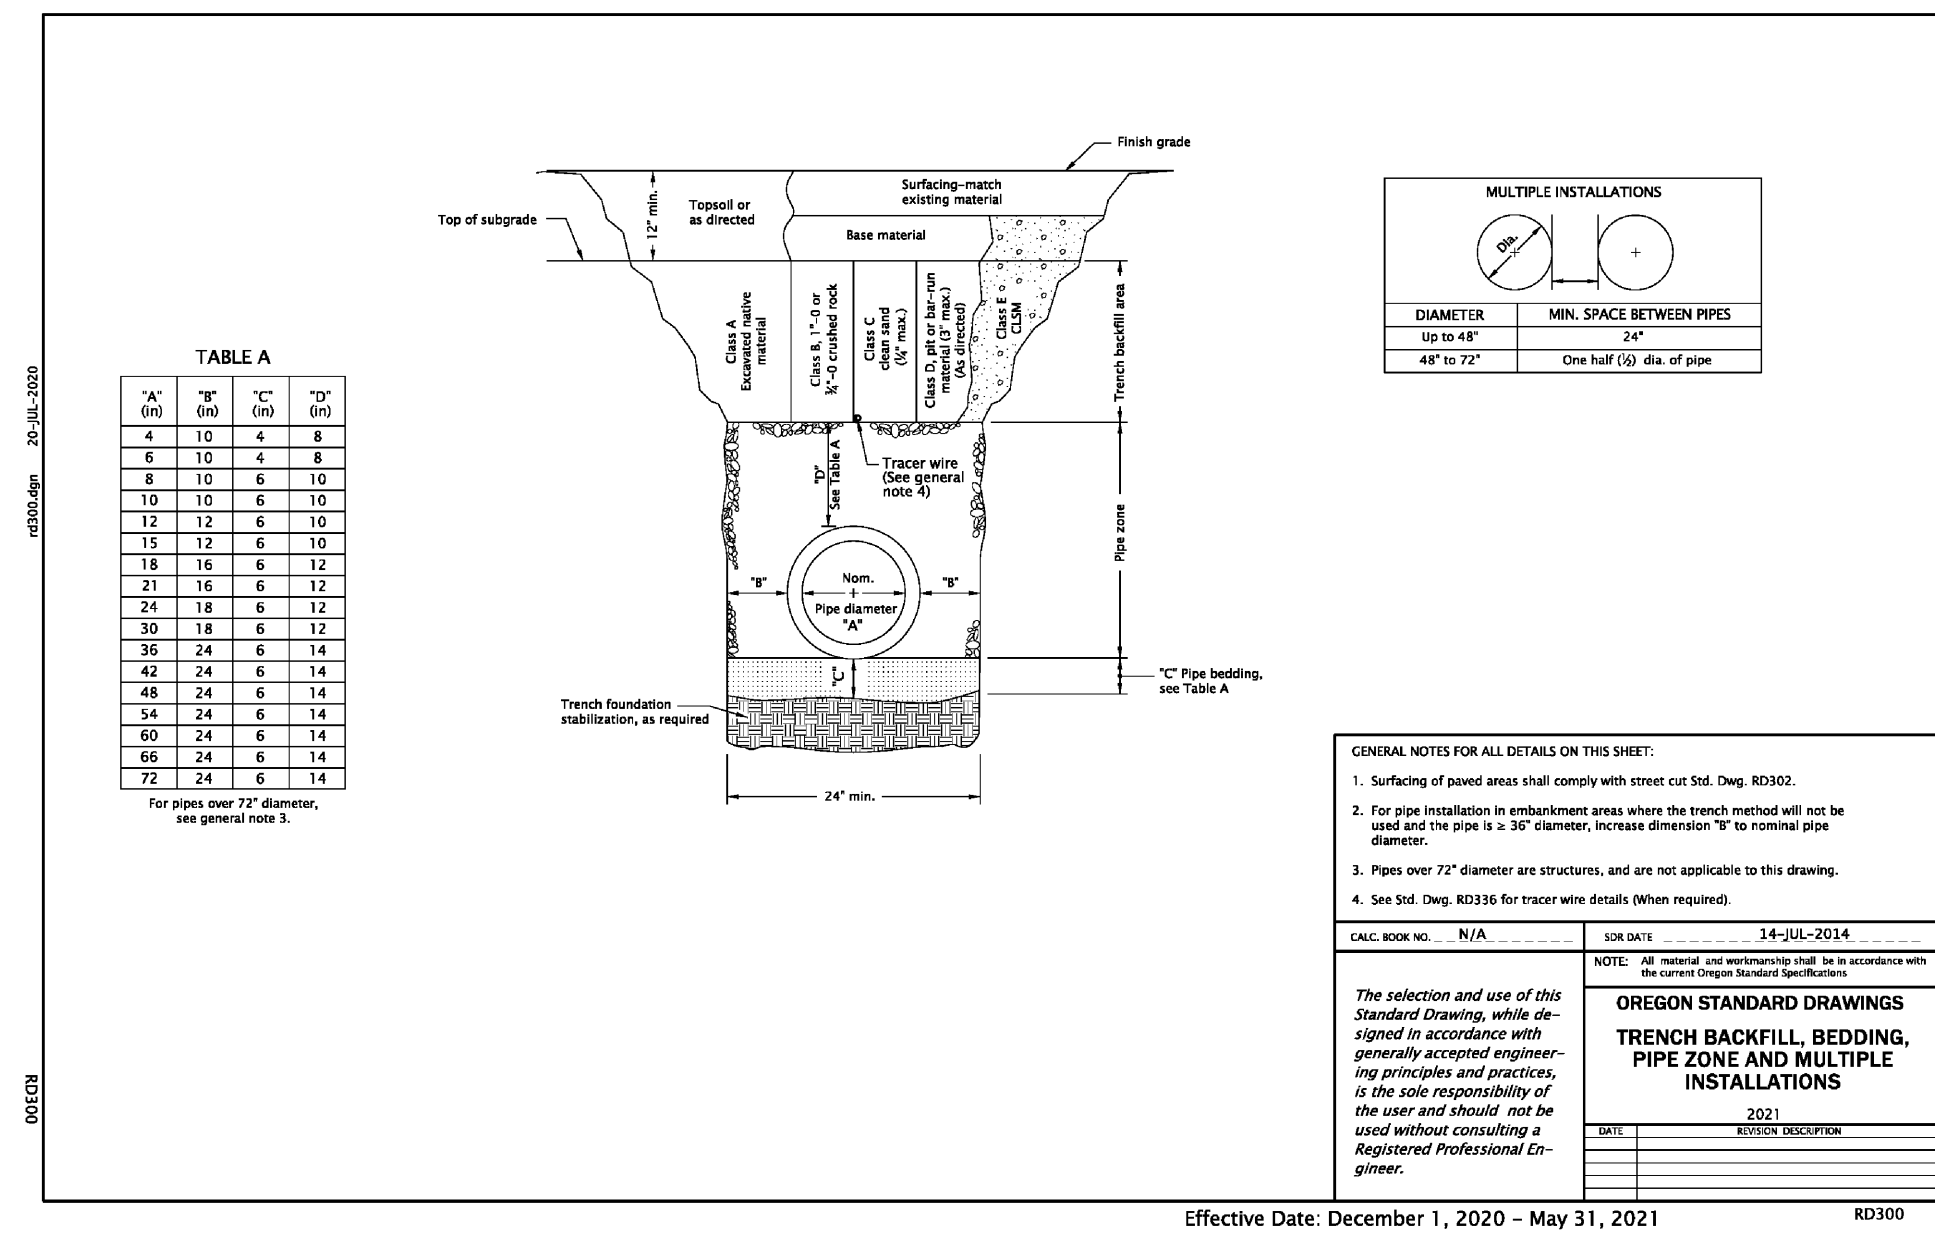 Finish grade
Surfacing-match
existing material
Topsoil or
as directed
12" min.
Top of subgrade
Base material
Class A
Excavated native
material
Class B, 1"-0 or
¾"-0 crushed rock
Class C
clean sand
(¼" max.)
Class D, pit or bar-run
material (3" max.)
(As directed)
Class E
CLSM
Trench backfill area
"D"
See Table A
Tracer wire
(See general
note 4)
Pipe zone
"B"
Nom.
"B"
Pipe diameter
"A"
"C"
"C" Pipe bedding,
see Table A
Trench foundation
stabilization, as required
24" min.
MULTIPLE INSTALLATIONS
Dia.
DIAMETER MIN. SPACE BETWEEN PIPES
Up to 48" 24"
48" to 72" One half (½) dia. of pipe
TABLE A
"A" "B" "C" "D"
(in) (in) (in) (in)
4 10 4 8
6 10 4 8
8 10 6 10
10 10 6 10
12 12 6 10
15 12 6 10
18 16 6 12
21 16 6 12
24 18 6 12
30 18 6 12
36 24 6 14
42 24 6 14
48 24 6 14
54 24 6 14
60 24 6 14
66 24 6 14
72 24 6 14
For pipes over 72" diameter,
see general note 3.
rd300.dgn 20-JUL-2020
RD300
GENERAL NOTES FOR ALL DETAILS ON THIS SHEET:
1. Surfacing of paved areas shall comply with street cut Std. Dwg. RD302.
2. For pipe installation in embankment areas where the trench method will not be
used and the pipe is ≥ 36" diameter, increase dimension "B" to nominal pipe
diameter.
3. Pipes over 72" diameter are structures, and are not applicable to this drawing.
4. See Std. Dwg. RD336 for tracer wire details (When required).
CALC. BOOK NO. N/A
SDR DATE 14-JUL-2014
NOTE: All material and workmanship shall be in accordance with
the current Oregon Standard Specifications
The selection and use of this
Standard Drawing, while de-
signed in accordance with
generally accepted engineer-
ing principles and practices,
is the sole responsibility of
the user and should not be
used without consulting a
Registered Professional En-
gineer.
OREGON STANDARD DRAWINGS
TRENCH BACKFILL, BEDDING,
PIPE ZONE AND MULTIPLE
INSTALLATIONS
2021
DATE REVISION DESCRIPTION
Effective Date: December 1, 2020 - May 31, 2021
RD300